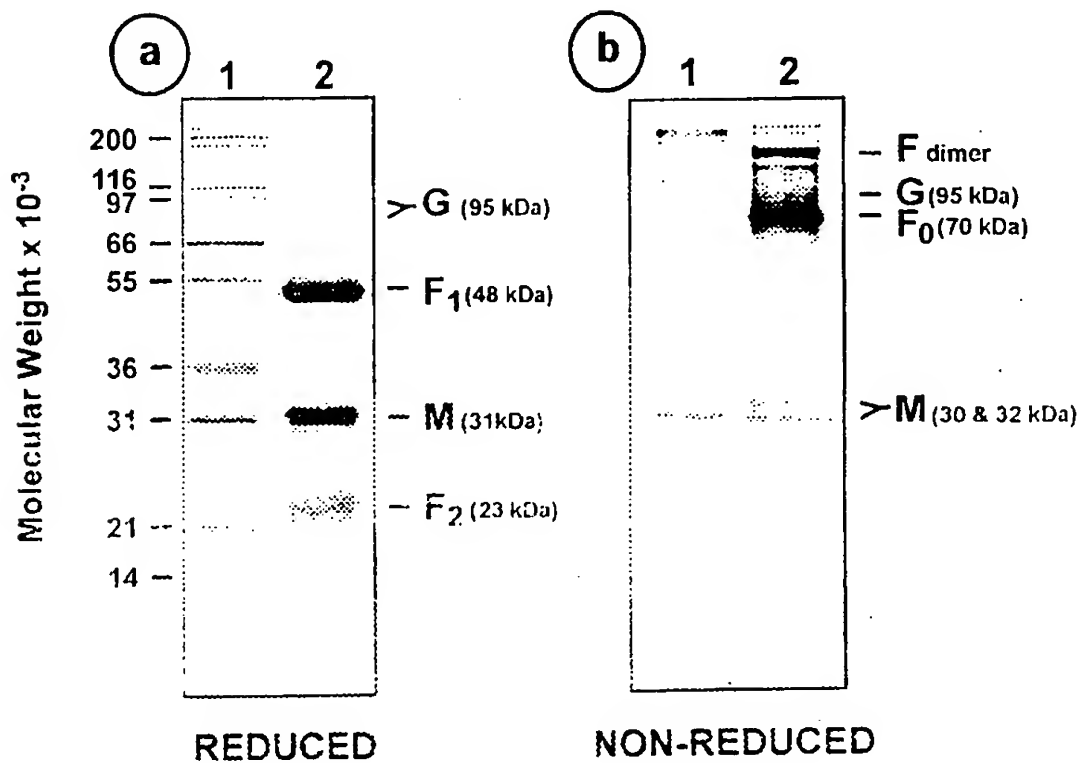 a
1 2
Molecular Weight x 10-3
200
116
97
66
55
36
31
21
14
G (95 kDa)
F1 (48 kDa)
M (31kDa)
F2 (23 kDa)
REDUCED
b
1 2
F dimer
G (95 kDa)
F0 (70 kDa)
M (30 & 32 kDa)
NON-REDUCED